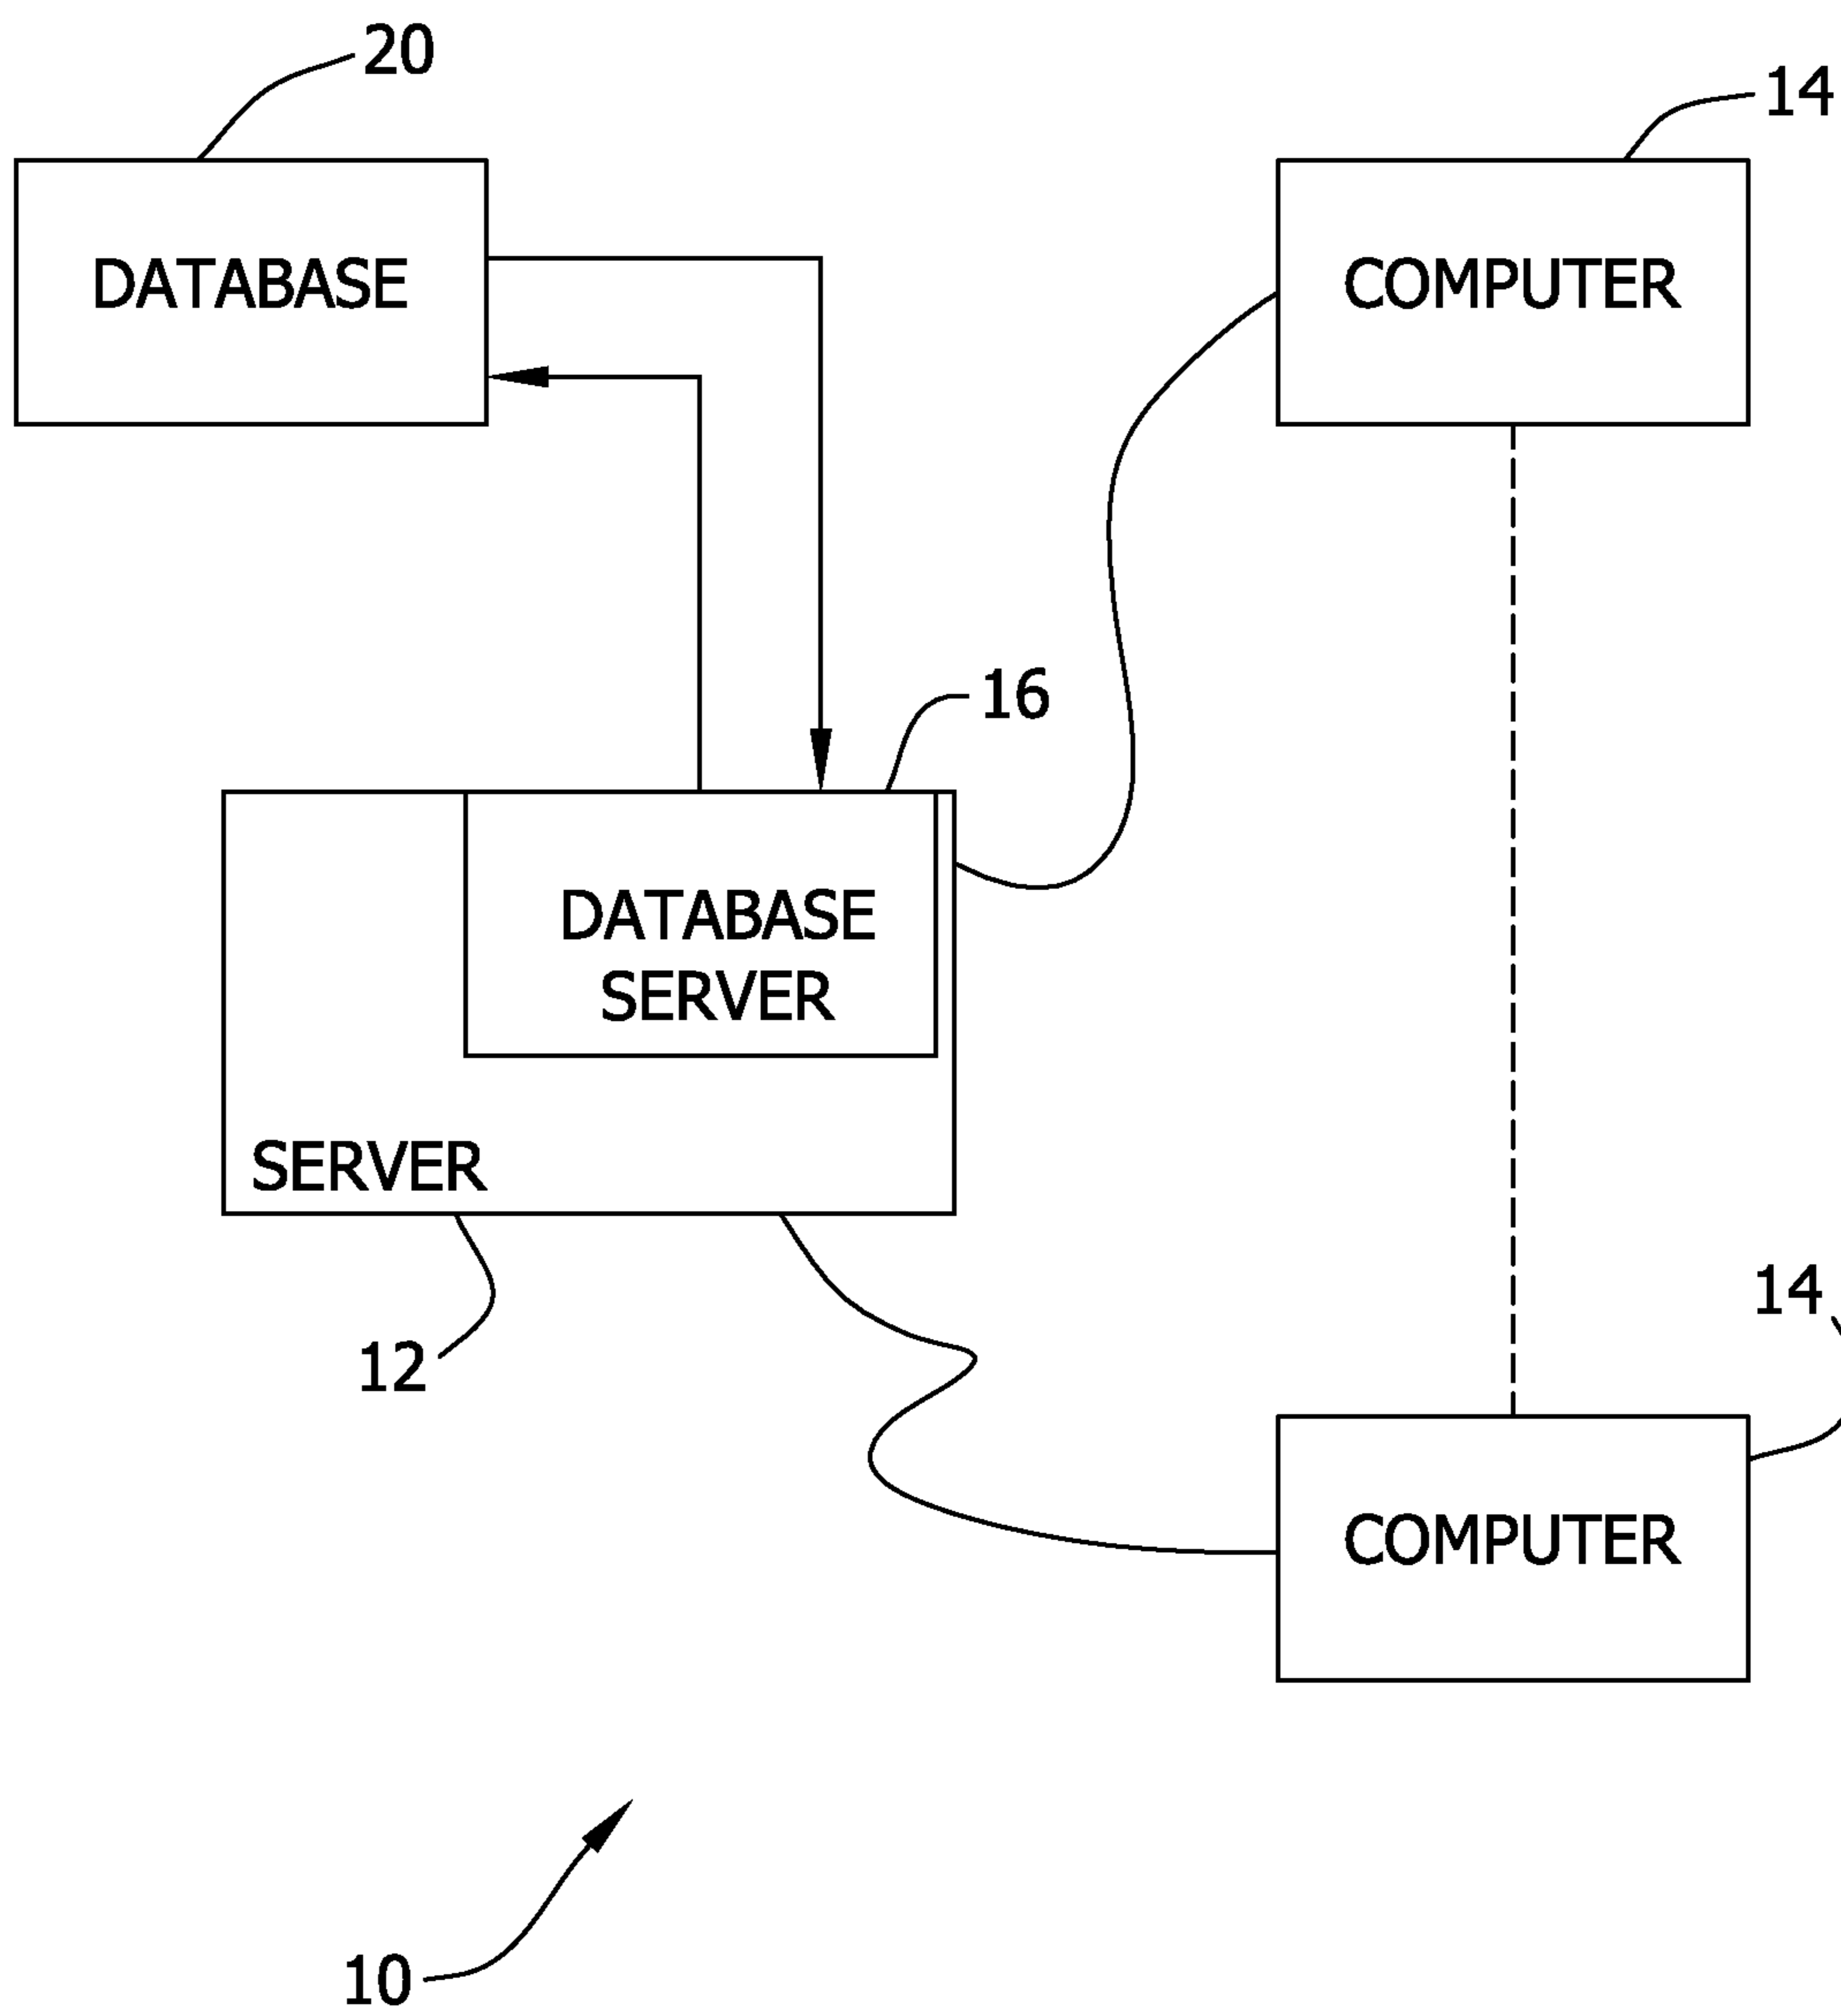 20
14
DATABASE
COMPUTER
16
DATABASE
SERVER
SERVER
12
14
COMPUTER
10